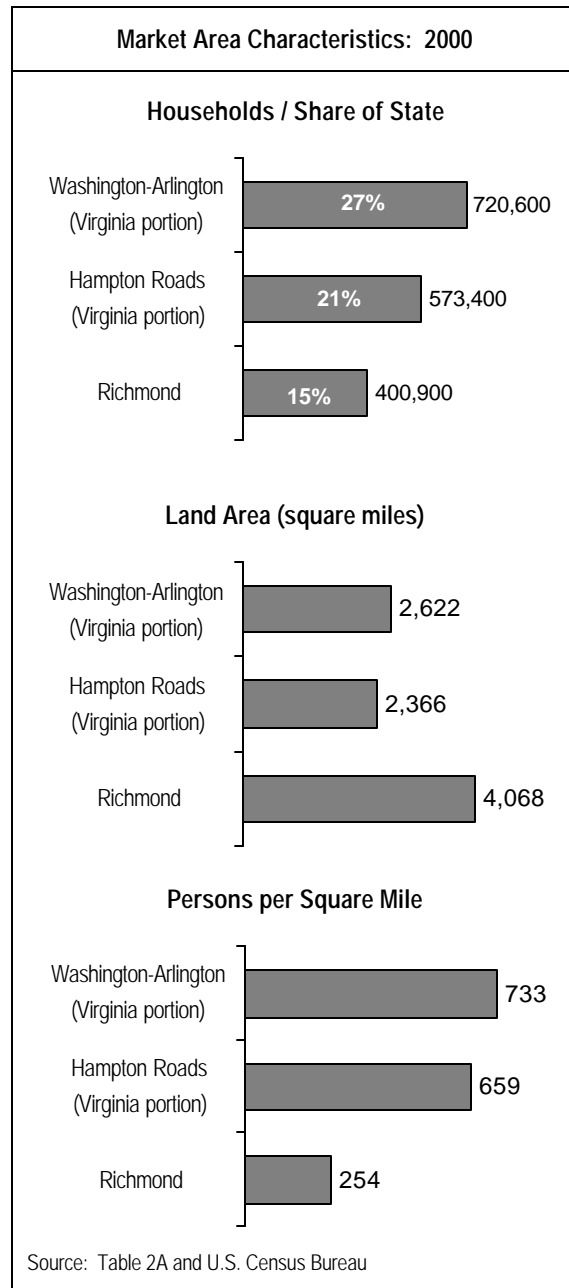 Market Area Characteristics: 2000
Households / Share of State
Washington-Arlington
(Virginia portion)
27%
720,600
Hampton Roads
(Virginia portion)
21%
573,400
Richmond
15%
400,900
Land Area (square miles)
Washington-Arlington
(Virginia portion)
2,622
Hampton Roads
(Virginia portion)
2,366
Richmond
4,068
Persons per Square Mile
Washington-Arlington
(Virginia portion)
733
Hampton Roads
(Virginia portion)
659
Richmond
254
Source: Table 2A and U.S. Census Bureau